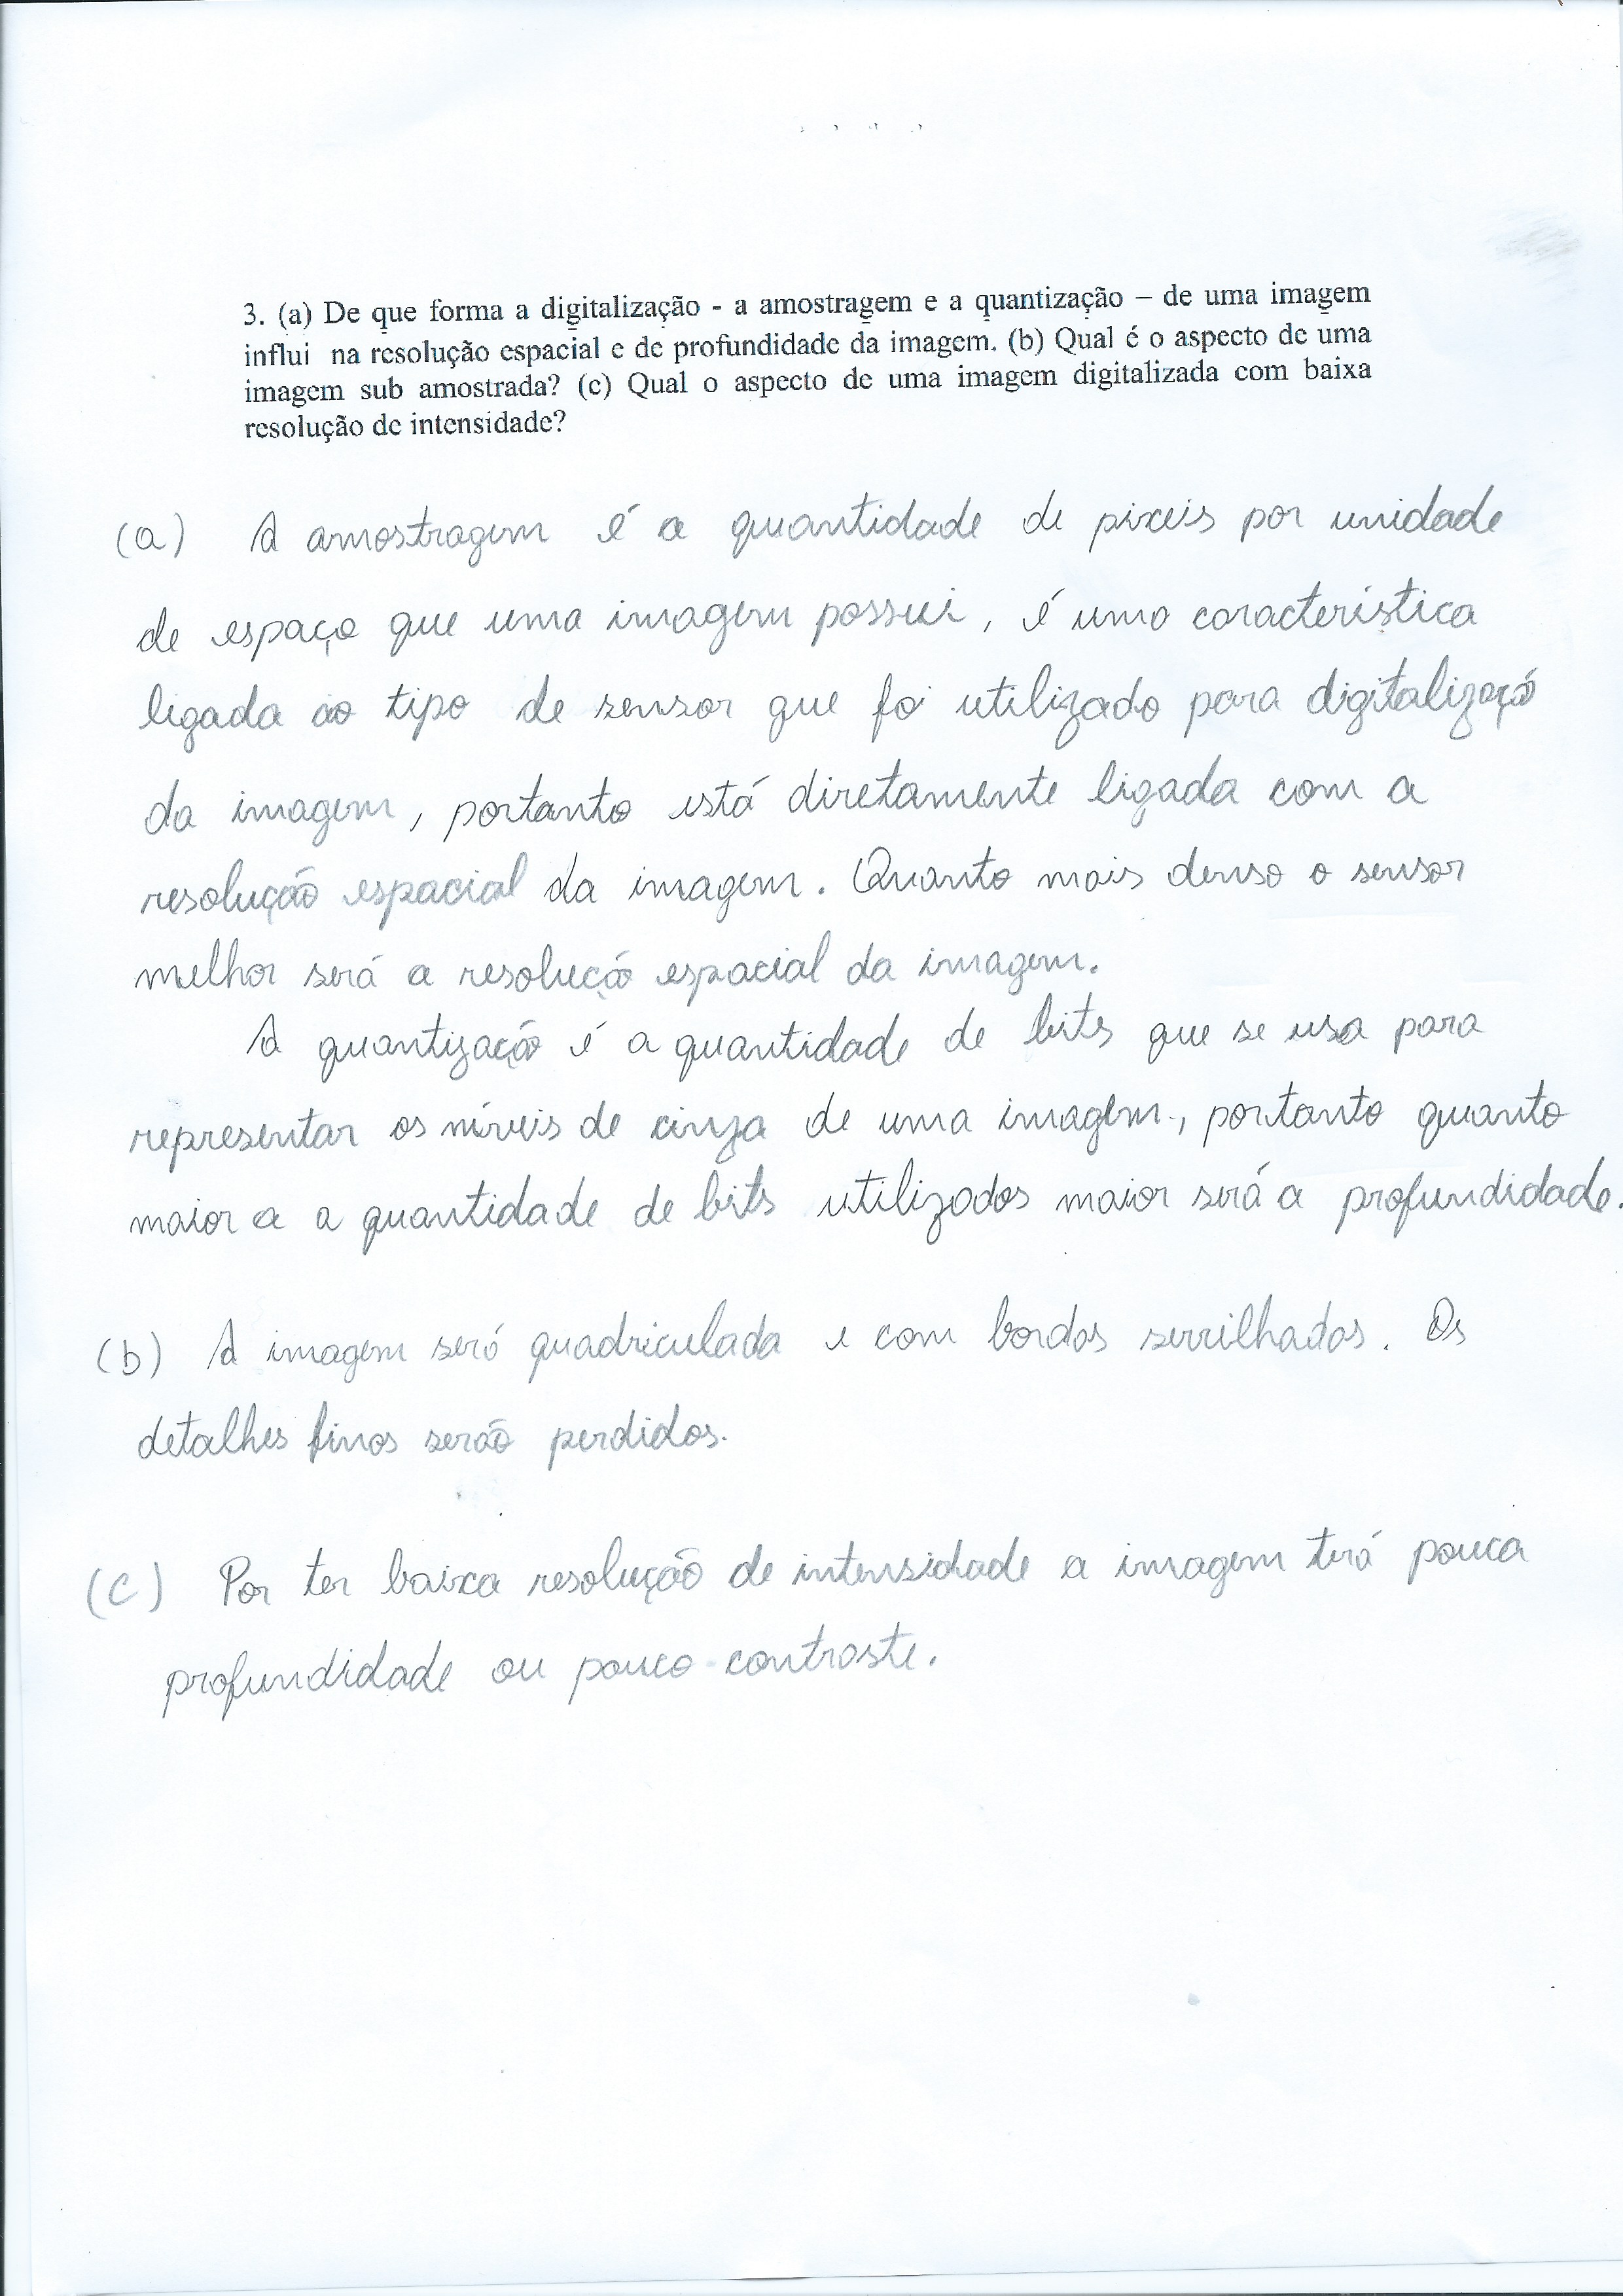 3. (a) De que forma a digitalização - a amostragem e a quantização – de uma imagem
influi na resolução espacial e de profundidade da imagem. (b) Qual é o aspecto de uma
imagem sub amostrada? (c) Qual o aspecto de uma imagem digitalizada com baixa
resolução de intensidade?
(a) A amostragem é a quantidade de pixeis por unidade
de espaço que uma imagem possui, é uma característica
ligada ao tipo de sensor que foi utilizado para digitalizaçã
da imagem, portanto está diretamente ligada com a
resolução espacial da imagem. Quanto mais denso o sensor
melhor será a resoluçã espacial da imagem.
A quantização é a quantidade de bits que se usa para
representar os níveis de cinza de uma imagem, portanto quanto
maior a a quantidade de bits utilizados maior será a profundidade.
(b) A imagem será quadriculada e com bordas serrilhadas. Os
detalhes finos serão perdidos.
(c) Por ter baixa resolução de intensidade a imagem terá pouca
profundidade ou pouco contraste.